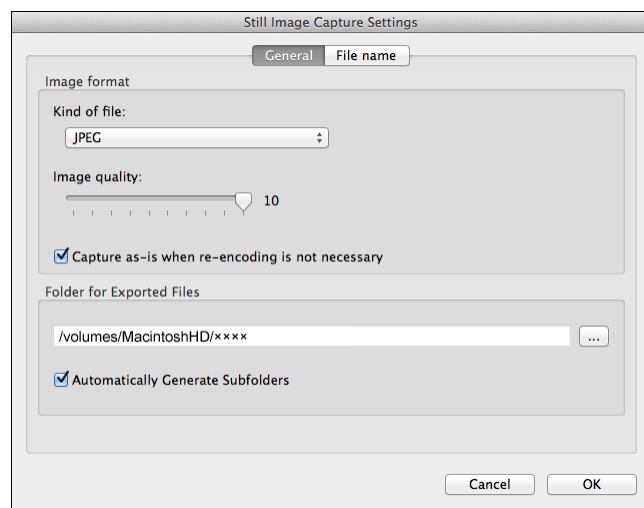 Still Image Capture Settings
General File name
Image format
Kind of file:
JPEG
Image quality:
10
Capture as-is when re-encoding is not necessary
Folder for Exported Files
/volumes/MacintoshHD/××××
...
Automatically Generate Subfolders
Cancel OK